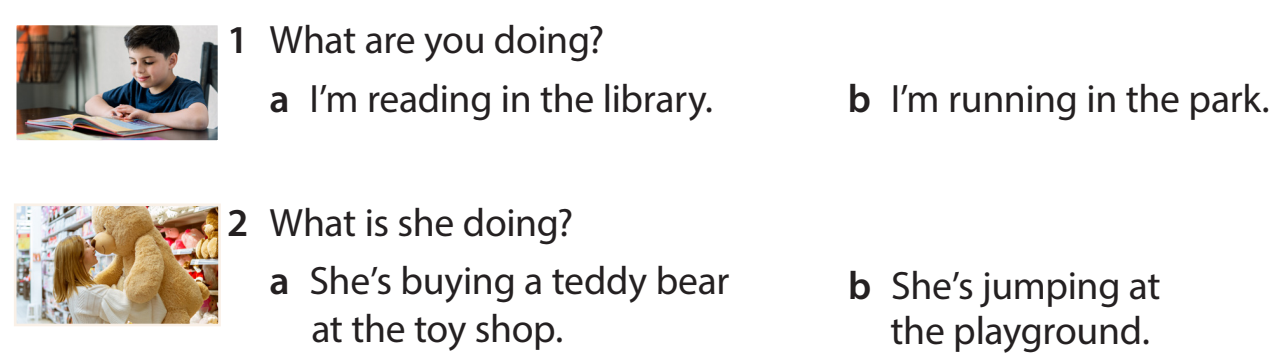 1 What are you doing?
a I’m reading in the library. b I’m running in the park.
2 What is she doing?
a She’s buying a teddy bear
at the toy shop.
b She’s jumping at
the playground.